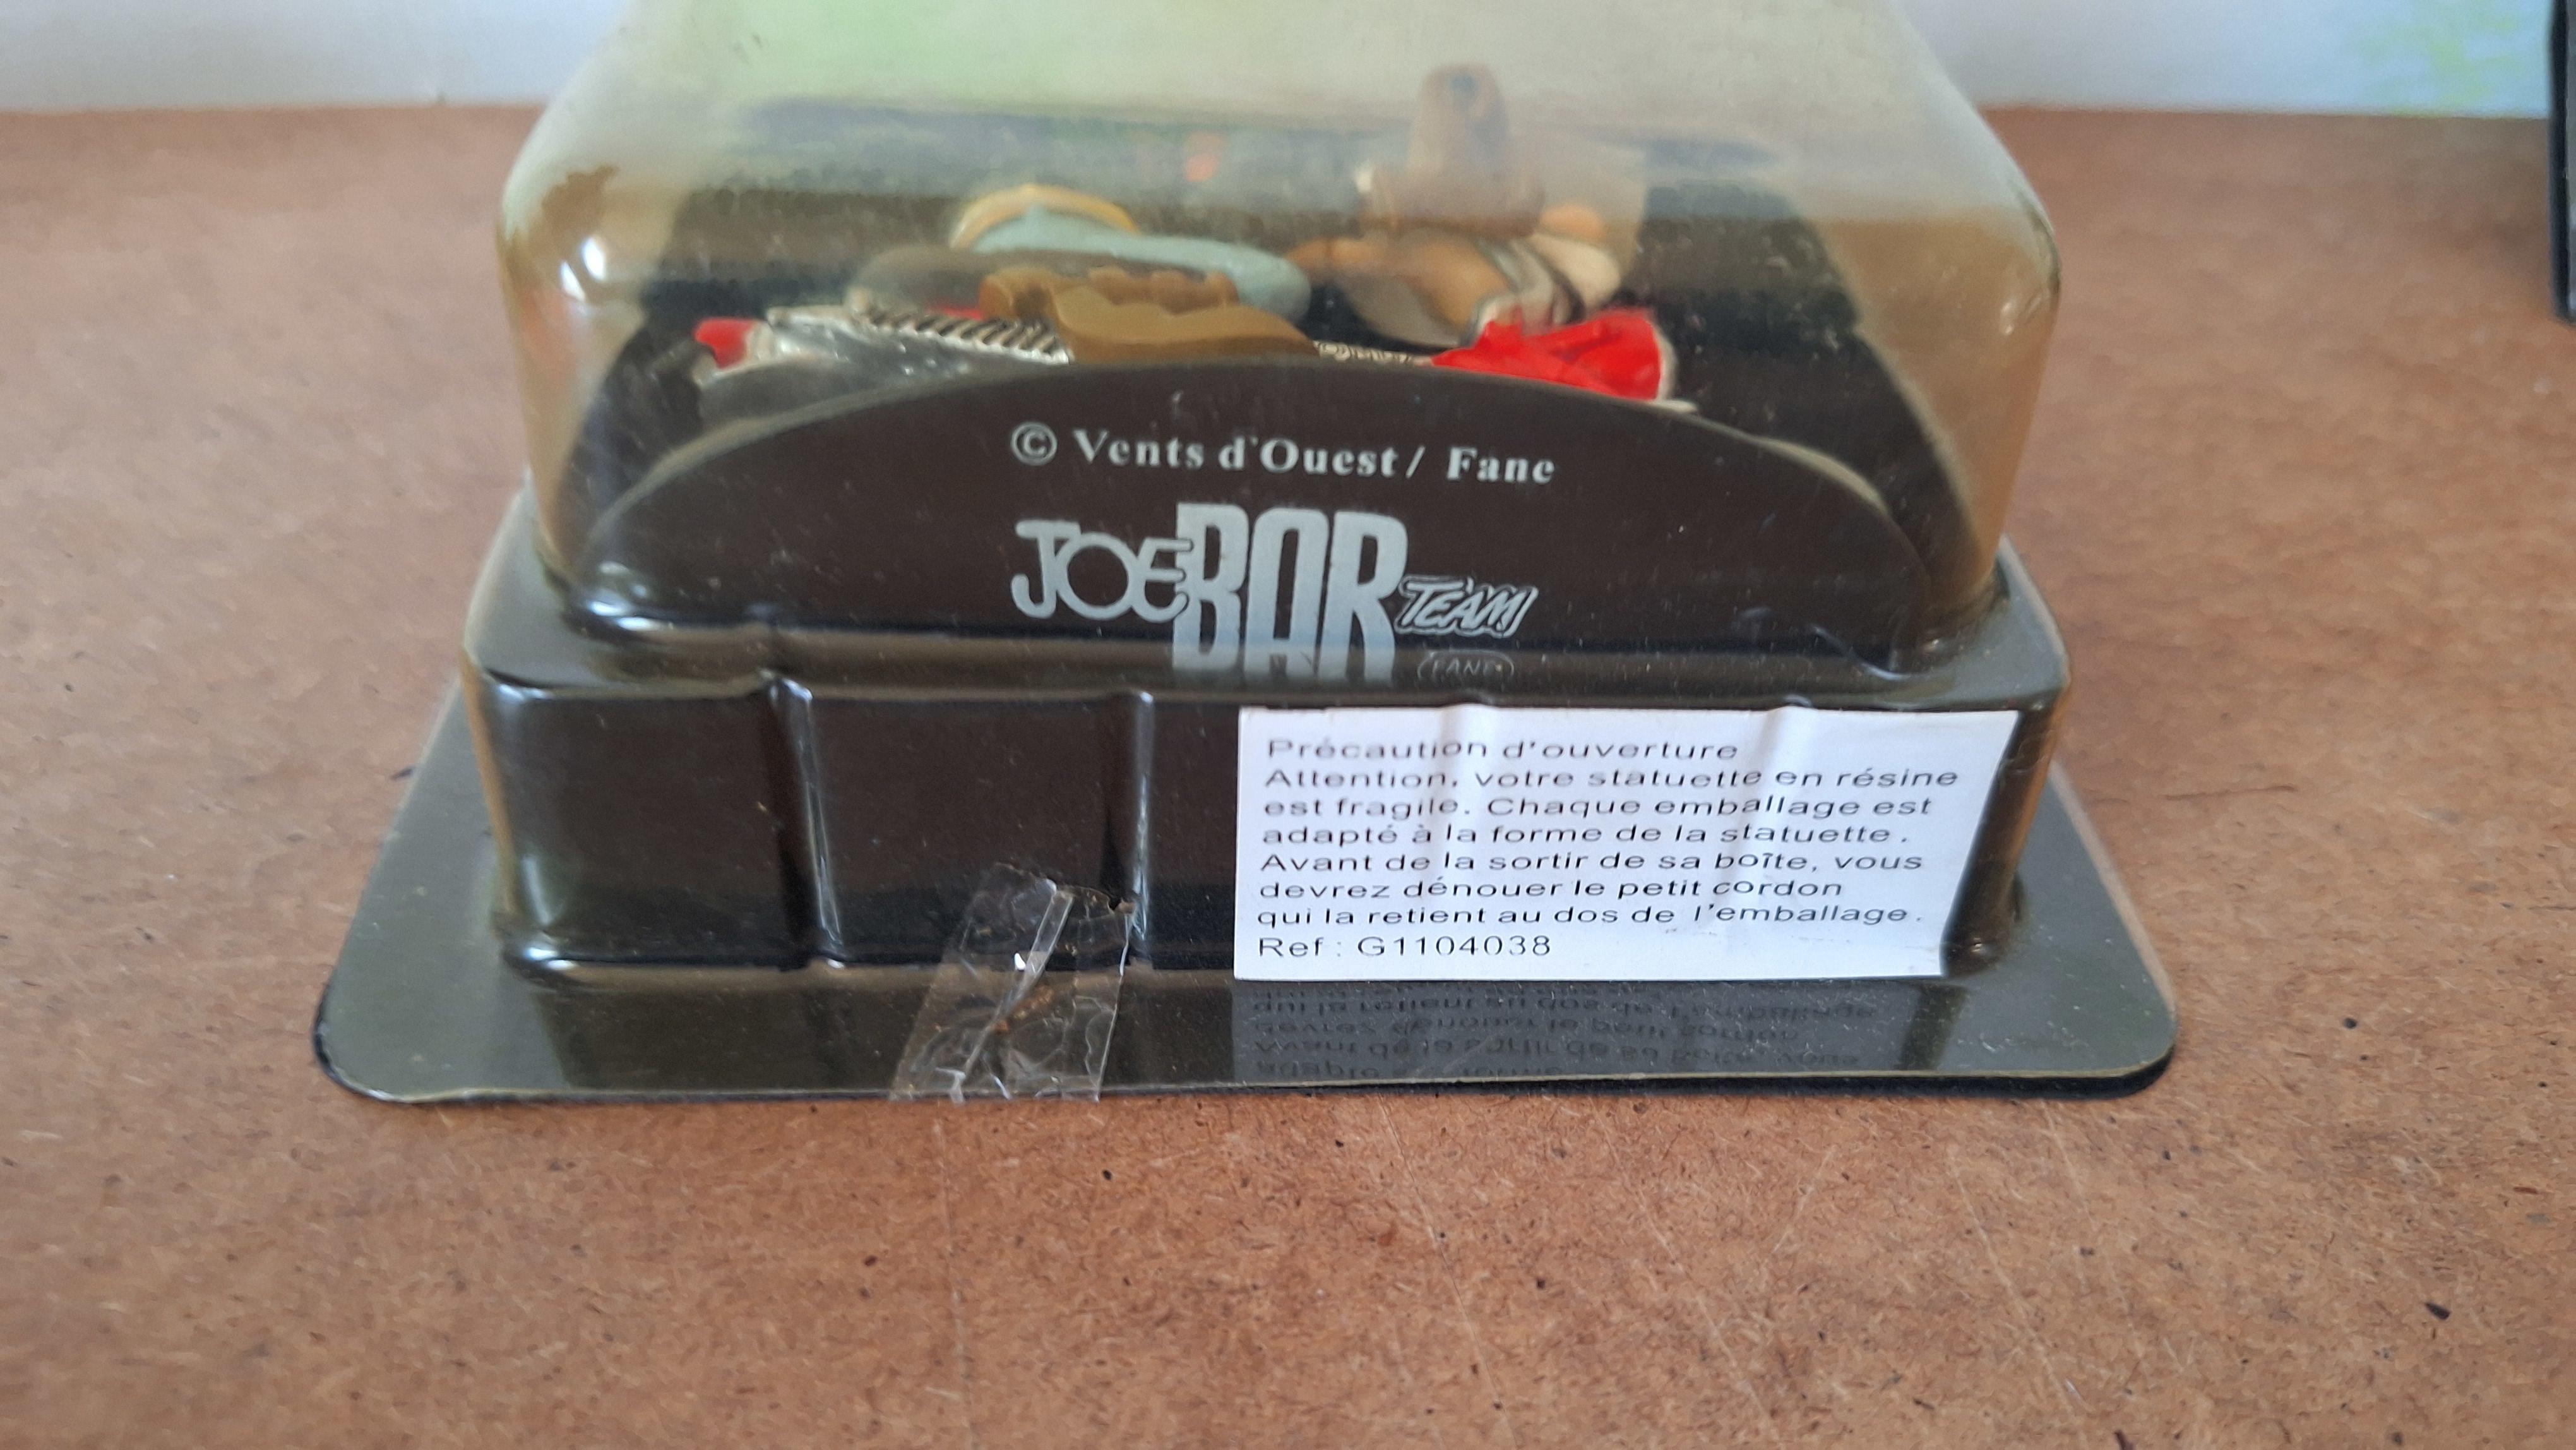 © Vents d'Ouest / Fane
JOE BAR TEAM
FANE
Précaution d'ouverture
Attention, votre statuette en résine
est fragile. Chaque emballage est
adapté à la forme de la statuette.
Avant de la sortir de sa boîte, vous
devrez dénouer le petit cordon
qui la retient au dos de l'emballage.
Ref : G1104038